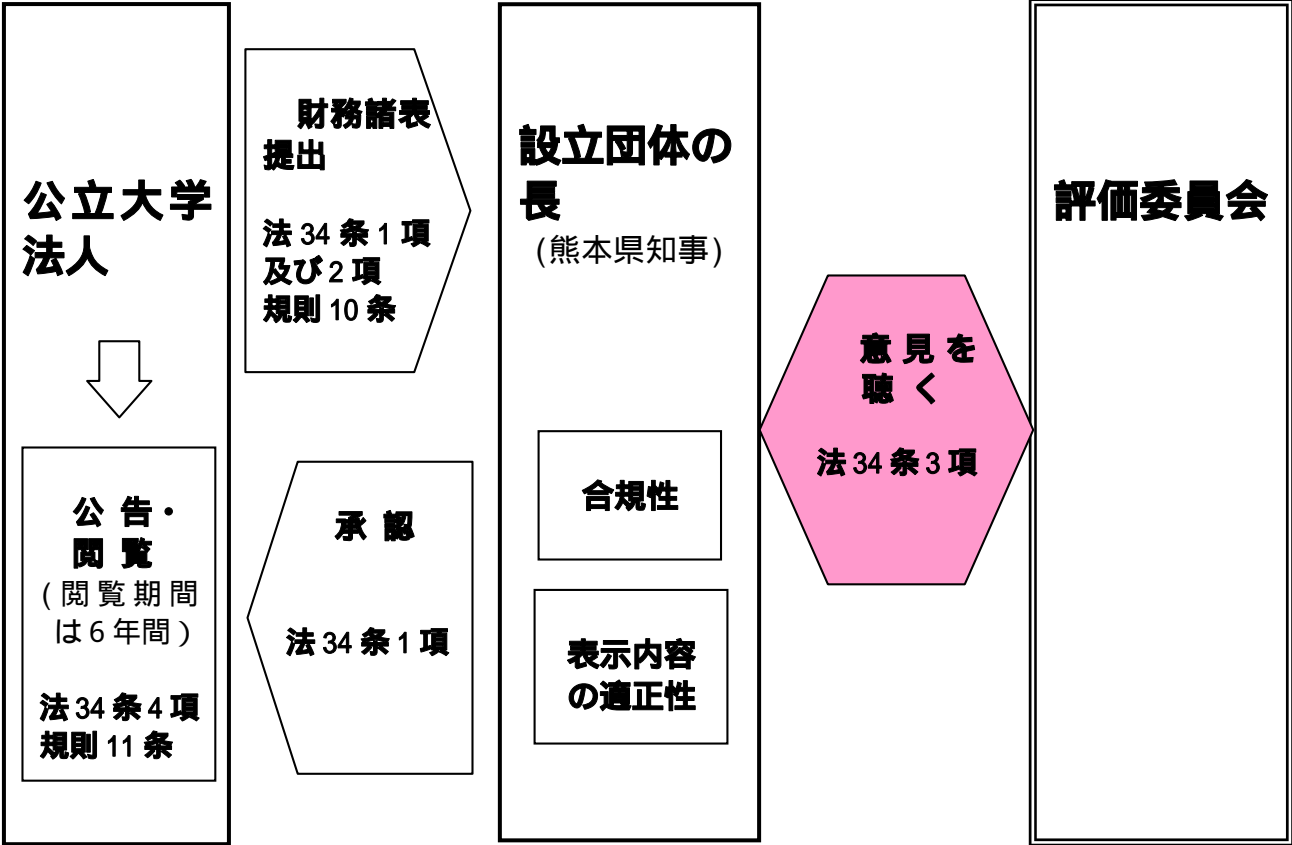 公立大学
法人
公告・
閲覧
(閲覧期間
は6年間)
法34条4項
規則11条
財務諸表
提出
法34条1項
及び2項
規則10条
承認
法34条1項
設立団体の
長
(熊本県知事)
合規性
表示内容
の適正性
意見を
聴く
法34条3項
評価委員会